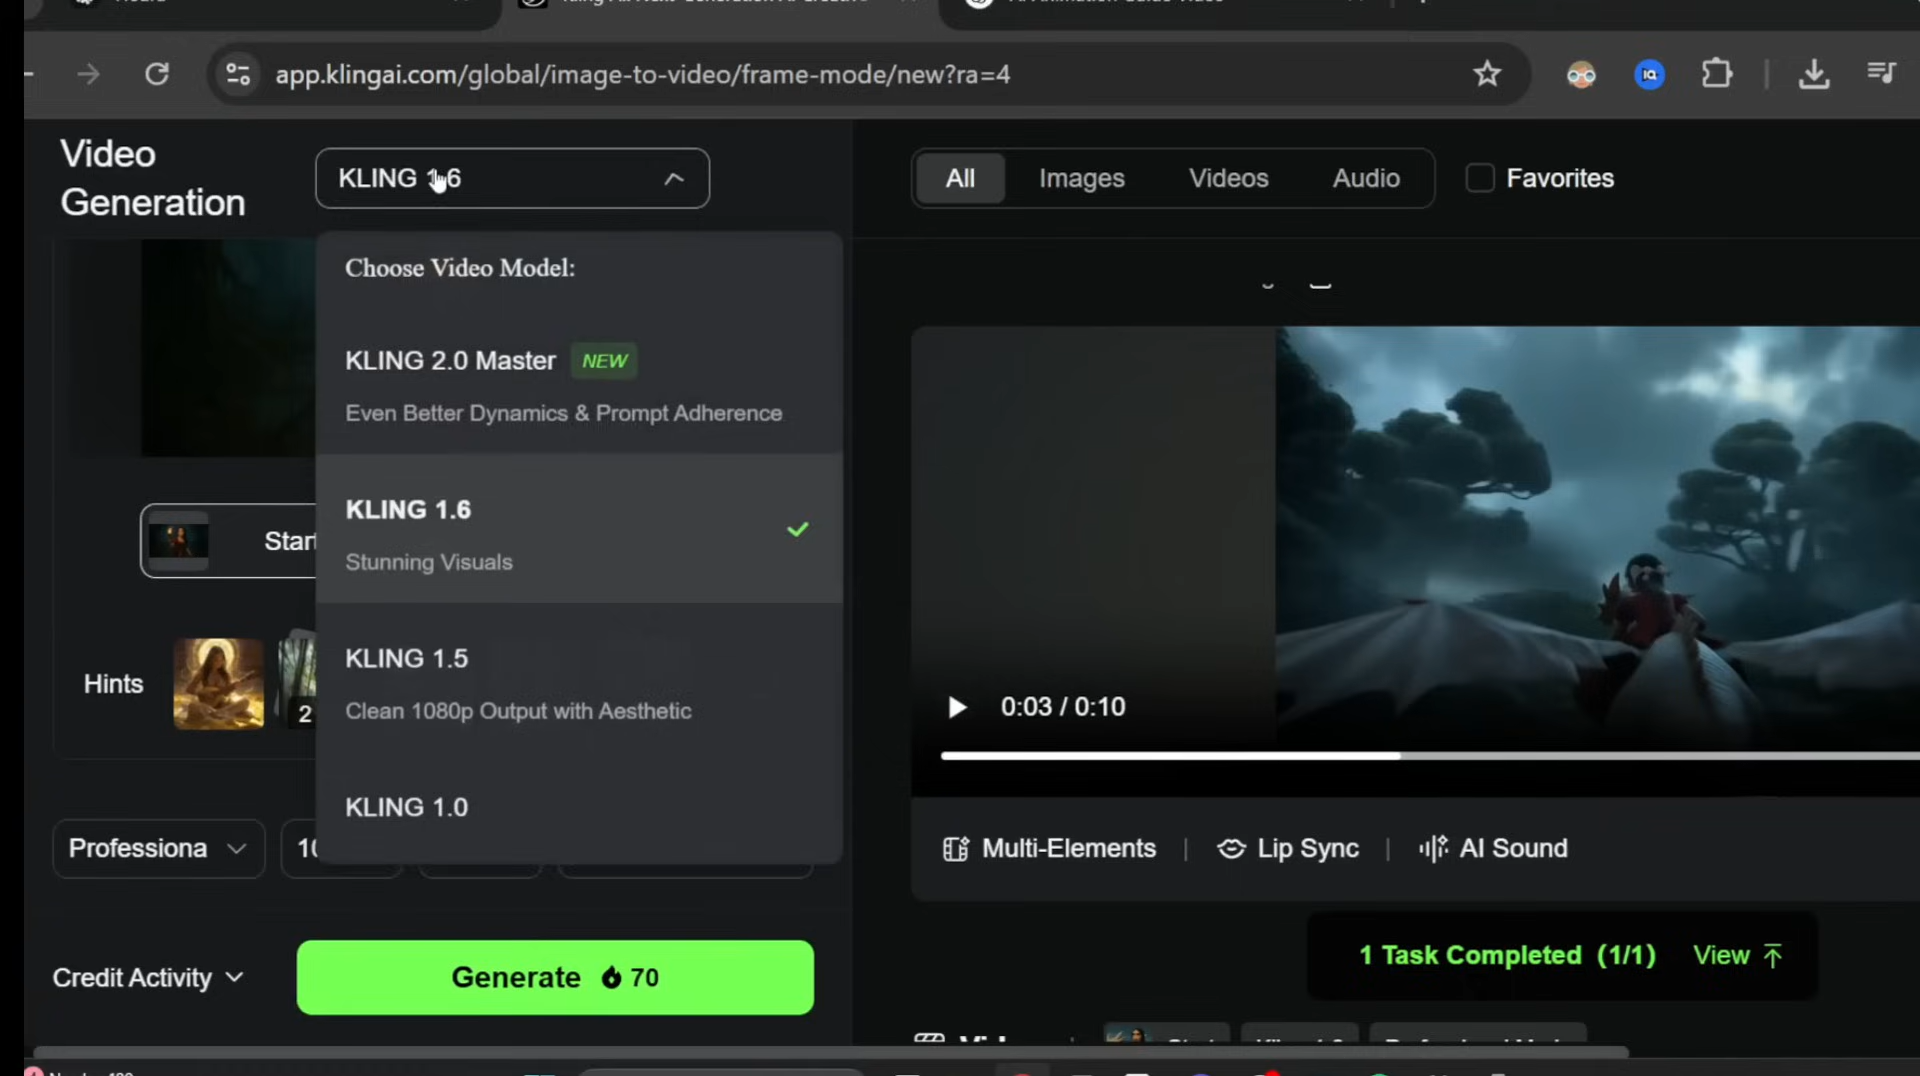 app.klingai.com/global/image-to-video/frame-mode/new?ra=4
Video
Generation
KLING 1.6
All
Images
Videos
Audio
Favorites
Choose Video Model:
KLING 2.0 Master NEW
Even Better Dynamics & Prompt Adherence
KLING 1.6
Stunning Visuals
Start
KLING 1.5
Clean 1080p Output with Aesthetic
Hints
2
0:03 / 0:10
KLING 1.0
Professiona
10
Multi-Elements | Lip Sync | AI Sound
1 Task Completed (1/1) View
Credit Activity
Generate 70